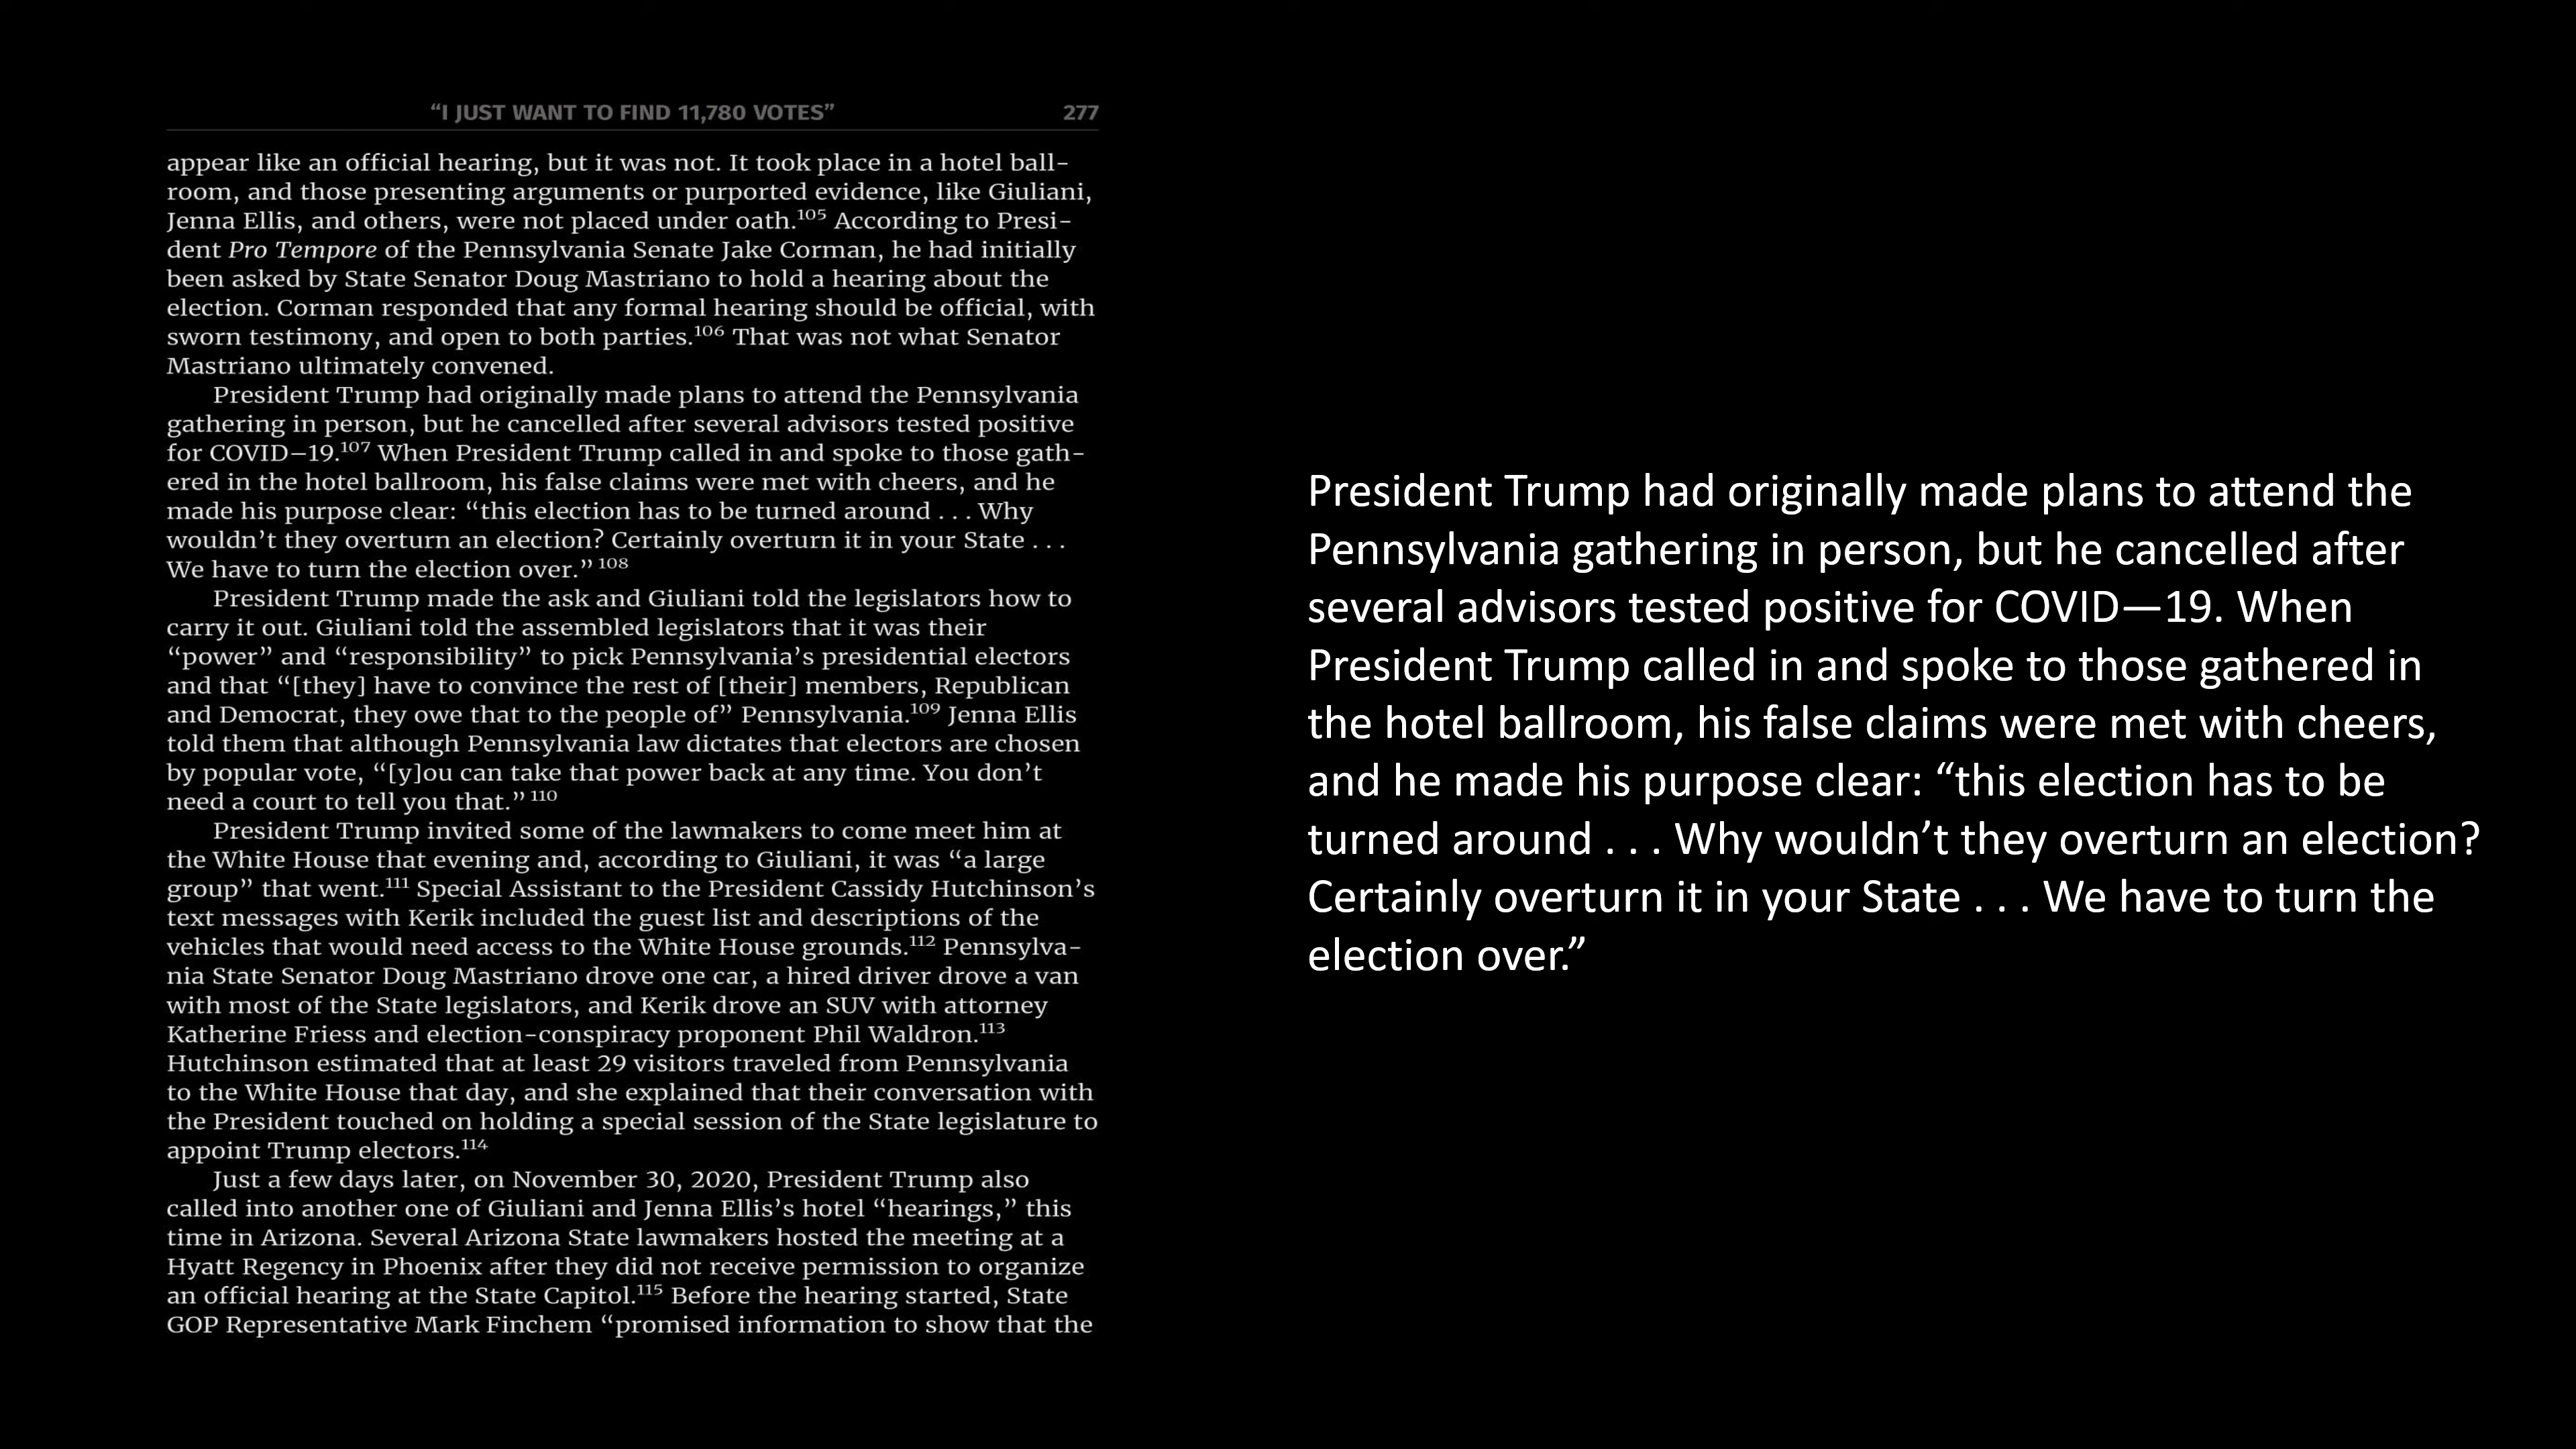 “I JUST WANT TO FIND 11,780 VOTES” 277
appear like an official hearing, but it was not. It took place in a hotel ball-
room, and those presenting arguments or purported evidence, like Giuliani,
Jenna Ellis, and others, were not placed under oath.¹⁰⁵ According to Presi-
dent Pro Tempore of the Pennsylvania Senate Jake Corman, he had initially
been asked by State Senator Doug Mastriano to hold a hearing about the
election. Corman responded that any formal hearing should be official, with
sworn testimony, and open to both parties.¹⁰⁶ That was not what Senator
Mastriano ultimately convened.
President Trump had originally made plans to attend the Pennsylvania
gathering in person, but he cancelled after several advisors tested positive
for COVID–19.¹⁰⁷ When President Trump called in and spoke to those gath-
ered in the hotel ballroom, his false claims were met with cheers, and he
made his purpose clear: “this election has to be turned around . . . Why
wouldn’t they overturn an election? Certainly overturn it in your State . . .
We have to turn the election over.” ¹⁰⁸
President Trump made the ask and Giuliani told the legislators how to
carry it out. Giuliani told the assembled legislators that it was their
“power” and “responsibility” to pick Pennsylvania’s presidential electors
and that “[they] have to convince the rest of [their] members, Republican
and Democrat, they owe that to the people of” Pennsylvania.¹⁰⁹ Jenna Ellis
told them that although Pennsylvania law dictates that electors are chosen
by popular vote, “[y]ou can take that power back at any time. You don’t
need a court to tell you that.” ¹¹⁰
President Trump invited some of the lawmakers to come meet him at
the White House that evening and, according to Giuliani, it was “a large
group” that went.¹¹¹ Special Assistant to the President Cassidy Hutchinson’s
text messages with Kerik included the guest list and descriptions of the
vehicles that would need access to the White House grounds.¹¹² Pennsylva-
nia State Senator Doug Mastriano drove one car, a hired driver drove a van
with most of the State legislators, and Kerik drove an SUV with attorney
Katherine Friess and election-conspiracy proponent Phil Waldron.¹¹³
Hutchinson estimated that at least 29 visitors traveled from Pennsylvania
to the White House that day, and she explained that their conversation with
the President touched on holding a special session of the State legislature to
appoint Trump electors.¹¹⁴
Just a few days later, on November 30, 2020, President Trump also
called into another one of Giuliani and Jenna Ellis’s hotel “hearings,” this
time in Arizona. Several Arizona State lawmakers hosted the meeting at a
Hyatt Regency in Phoenix after they did not receive permission to organize
an official hearing at the State Capitol.¹¹⁵ Before the hearing started, State
GOP Representative Mark Finchem “promised information to show that the
President Trump had originally made plans to attend the
Pennsylvania gathering in person, but he cancelled after
several advisors tested positive for COVID—19. When
President Trump called in and spoke to those gathered in
the hotel ballroom, his false claims were met with cheers,
and he made his purpose clear: “this election has to be
turned around . . . Why wouldn’t they overturn an election?
Certainly overturn it in your State . . . We have to turn the
election over.”